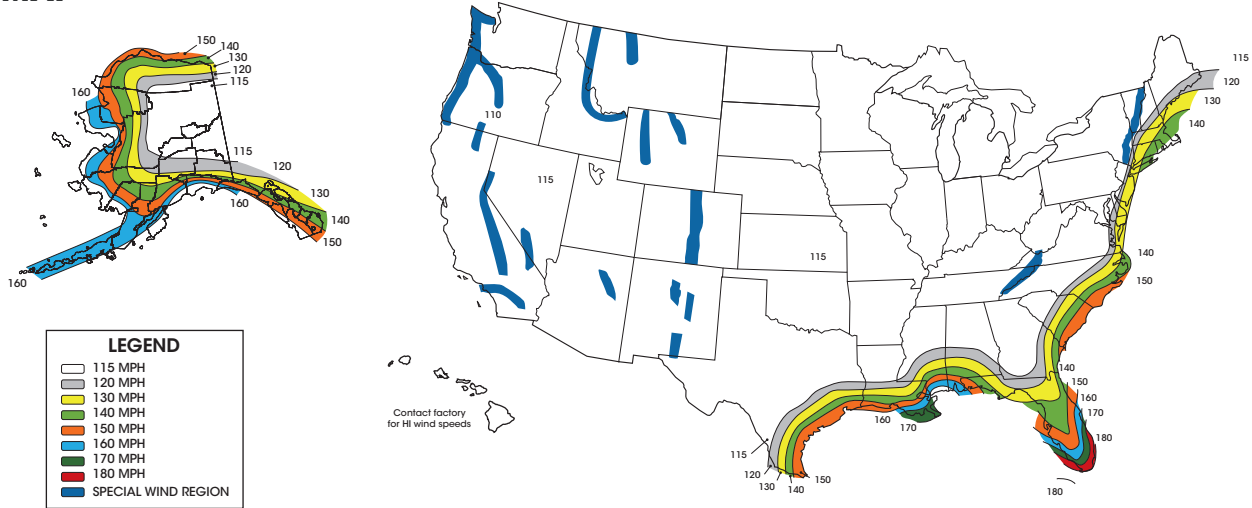 150
140
130
120
115
160
115
120
130
140
150
160
160
LEGEND
115 MPH
120 MPH
130 MPH
140 MPH
150 MPH
160 MPH
170 MPH
180 MPH
SPECIAL WIND REGION
Contact factory
for HI wind speeds
110
115
115
115
120
130
140
140
150
140
150
160
170
180
180
160
170
115
120
130
140
150